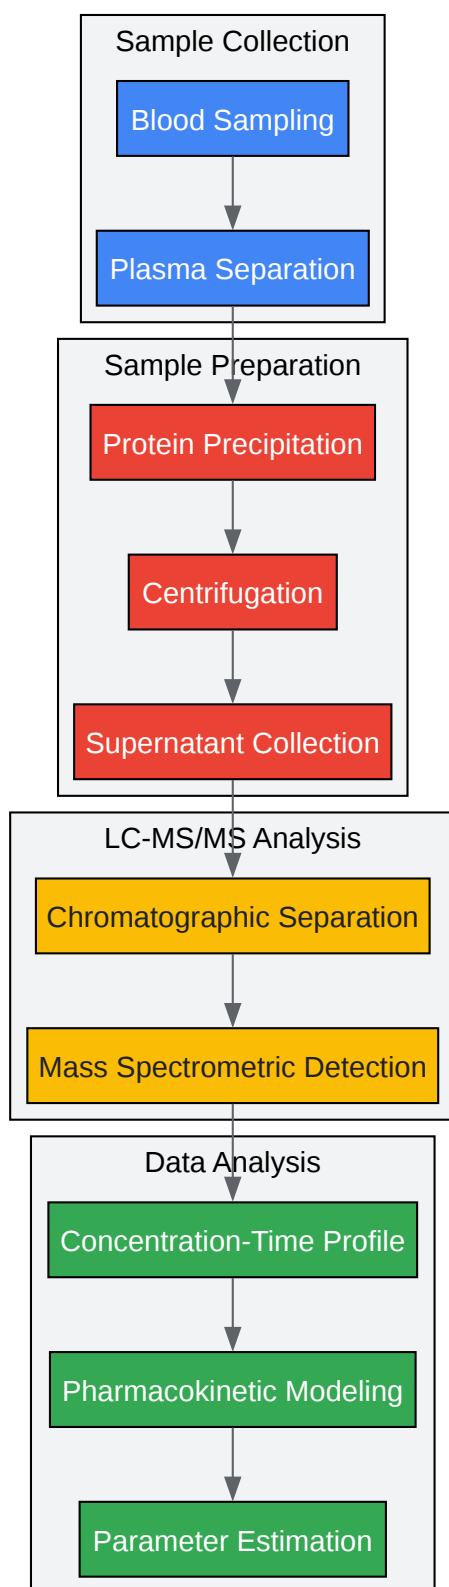 Sample Collection
Blood Sampling
Plasma Separation
Sample Preparation
Protein Precipitation
Centrifugation
Supernatant Collection
LC-MS/MS Analysis
Chromatographic Separation
Mass Spectrometric Detection
Data Analysis
Concentration-Time Profile
Pharmacokinetic Modeling
Parameter Estimation